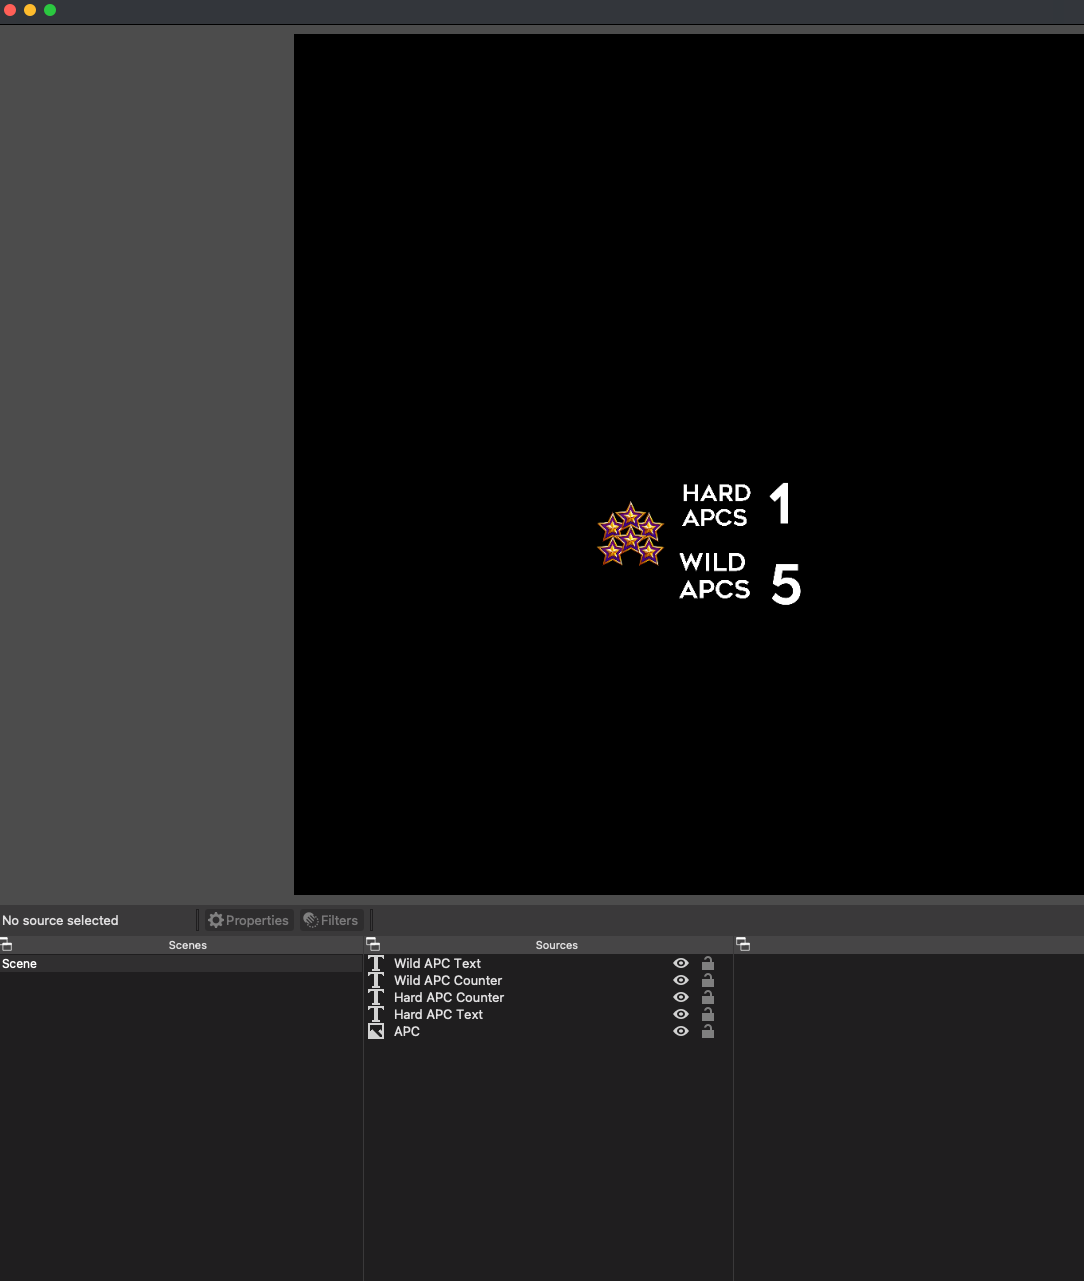 HARD
APCS 1
WILD
APCS 5
No source selected Properties Filters
Scenes Sources
Scene
Wild APC Text
Wild APC Counter
Hard APC Counter
Hard APC Text
APC